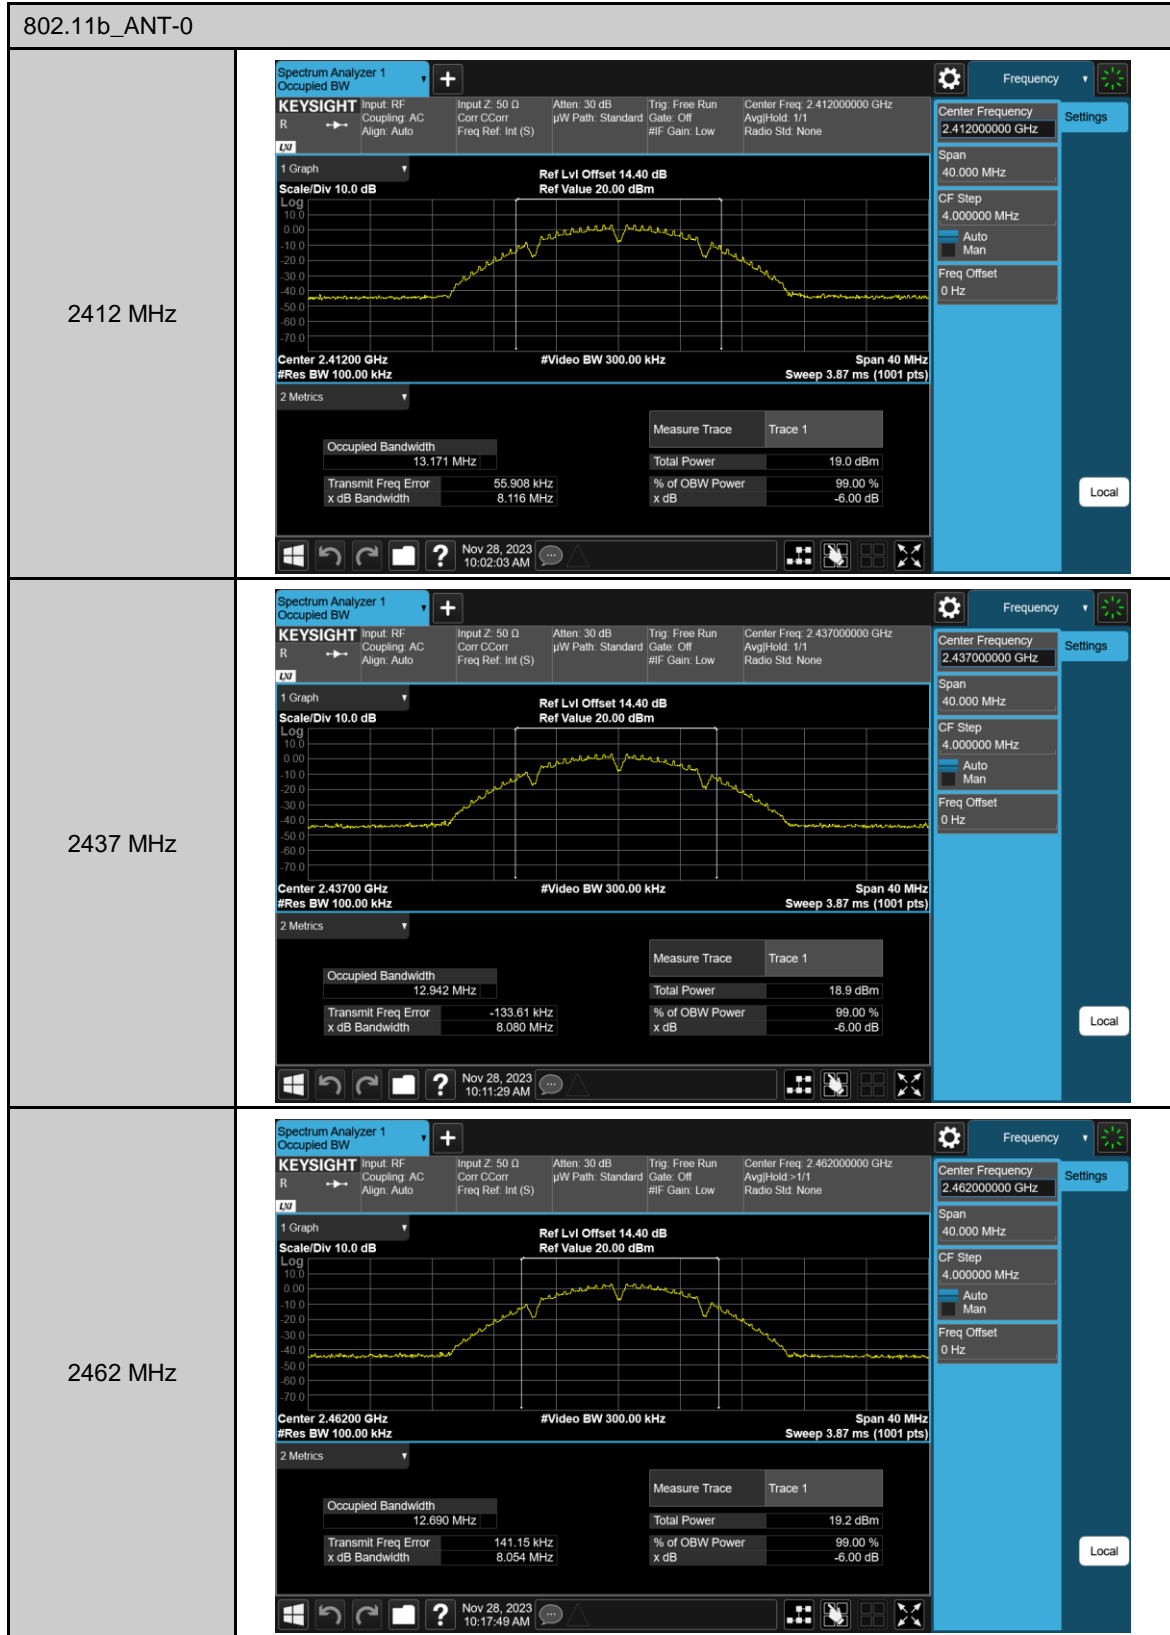 802.11b_ANT-0
2412 MHz
Spectrum Analyzer 1
Occupied BW
Frequency
KEYSIGHT
R
LXI
Input: RF
Coupling: AC
Align: Auto
Input Z: 50 Ω
Corr CCorr
Freq Ref: Int (S)
Atten: 30 dB
µW Path: Standard
Trig: Free Run
Gate: Off
#IF Gain: Low
Center Freq: 2.412000000 GHz
Avg|Hold: 1/1
Radio Std: None
Center Frequency
2.412000000 GHz
Settings
Span
40.000 MHz
CF Step
4.000000 MHz
Auto
Man
Freq Offset
0 Hz
1 Graph
Scale/Div 10.0 dB
Ref Lvl Offset 14.40 dB
Ref Value 20.00 dBm
Log
10.0
0.00
-10.0
-20.0
-30.0
-40.0
-50.0
-60.0
-70.0
Center 2.41200 GHz
#Res BW 100.00 kHz
#Video BW 300.00 kHz
Span 40 MHz
Sweep 3.87 ms (1001 pts)
2 Metrics
Measure Trace Trace 1
Occupied Bandwidth
13.171 MHz
Total Power 19.0 dBm
Transmit Freq Error 55.908 kHz
% of OBW Power 99.00 %
x dB Bandwidth 8.116 MHz
x dB -6.00 dB
Local
Nov 28, 2023
10:02:03 AM
2437 MHz
Spectrum Analyzer 1
Occupied BW
Frequency
KEYSIGHT
R
LXI
Input: RF
Coupling: AC
Align: Auto
Input Z: 50 Ω
Corr CCorr
Freq Ref: Int (S)
Atten: 30 dB
µW Path: Standard
Trig: Free Run
Gate: Off
#IF Gain: Low
Center Freq: 2.437000000 GHz
Avg|Hold: 1/1
Radio Std: None
Center Frequency
2.437000000 GHz
Settings
Span
40.000 MHz
CF Step
4.000000 MHz
Auto
Man
Freq Offset
0 Hz
1 Graph
Scale/Div 10.0 dB
Ref Lvl Offset 14.40 dB
Ref Value 20.00 dBm
Log
10.0
0.00
-10.0
-20.0
-30.0
-40.0
-50.0
-60.0
-70.0
Center 2.43700 GHz
#Res BW 100.00 kHz
#Video BW 300.00 kHz
Span 40 MHz
Sweep 3.87 ms (1001 pts)
2 Metrics
Measure Trace Trace 1
Occupied Bandwidth
12.942 MHz
Total Power 18.9 dBm
Transmit Freq Error -133.61 kHz
% of OBW Power 99.00 %
x dB Bandwidth 8.080 MHz
x dB -6.00 dB
Local
Nov 28, 2023
10:11:29 AM
2462 MHz
Spectrum Analyzer 1
Occupied BW
Frequency
KEYSIGHT
R
LXI
Input: RF
Coupling: AC
Align: Auto
Input Z: 50 Ω
Corr CCorr
Freq Ref: Int (S)
Atten: 30 dB
µW Path: Standard
Trig: Free Run
Gate: Off
#IF Gain: Low
Center Freq: 2.462000000 GHz
Avg|Hold:>1/1
Radio Std: None
Center Frequency
2.462000000 GHz
Settings
Span
40.000 MHz
CF Step
4.000000 MHz
Auto
Man
Freq Offset
0 Hz
1 Graph
Scale/Div 10.0 dB
Ref Lvl Offset 14.40 dB
Ref Value 20.00 dBm
Log
10.0
0.00
-10.0
-20.0
-30.0
-40.0
-50.0
-60.0
-70.0
Center 2.46200 GHz
#Res BW 100.00 kHz
#Video BW 300.00 kHz
Span 40 MHz
Sweep 3.87 ms (1001 pts)
2 Metrics
Measure Trace Trace 1
Occupied Bandwidth
12.690 MHz
Total Power 19.2 dBm
Transmit Freq Error 141.15 kHz
% of OBW Power 99.00 %
x dB Bandwidth 8.054 MHz
x dB -6.00 dB
Local
Nov 28, 2023
10:17:49 AM